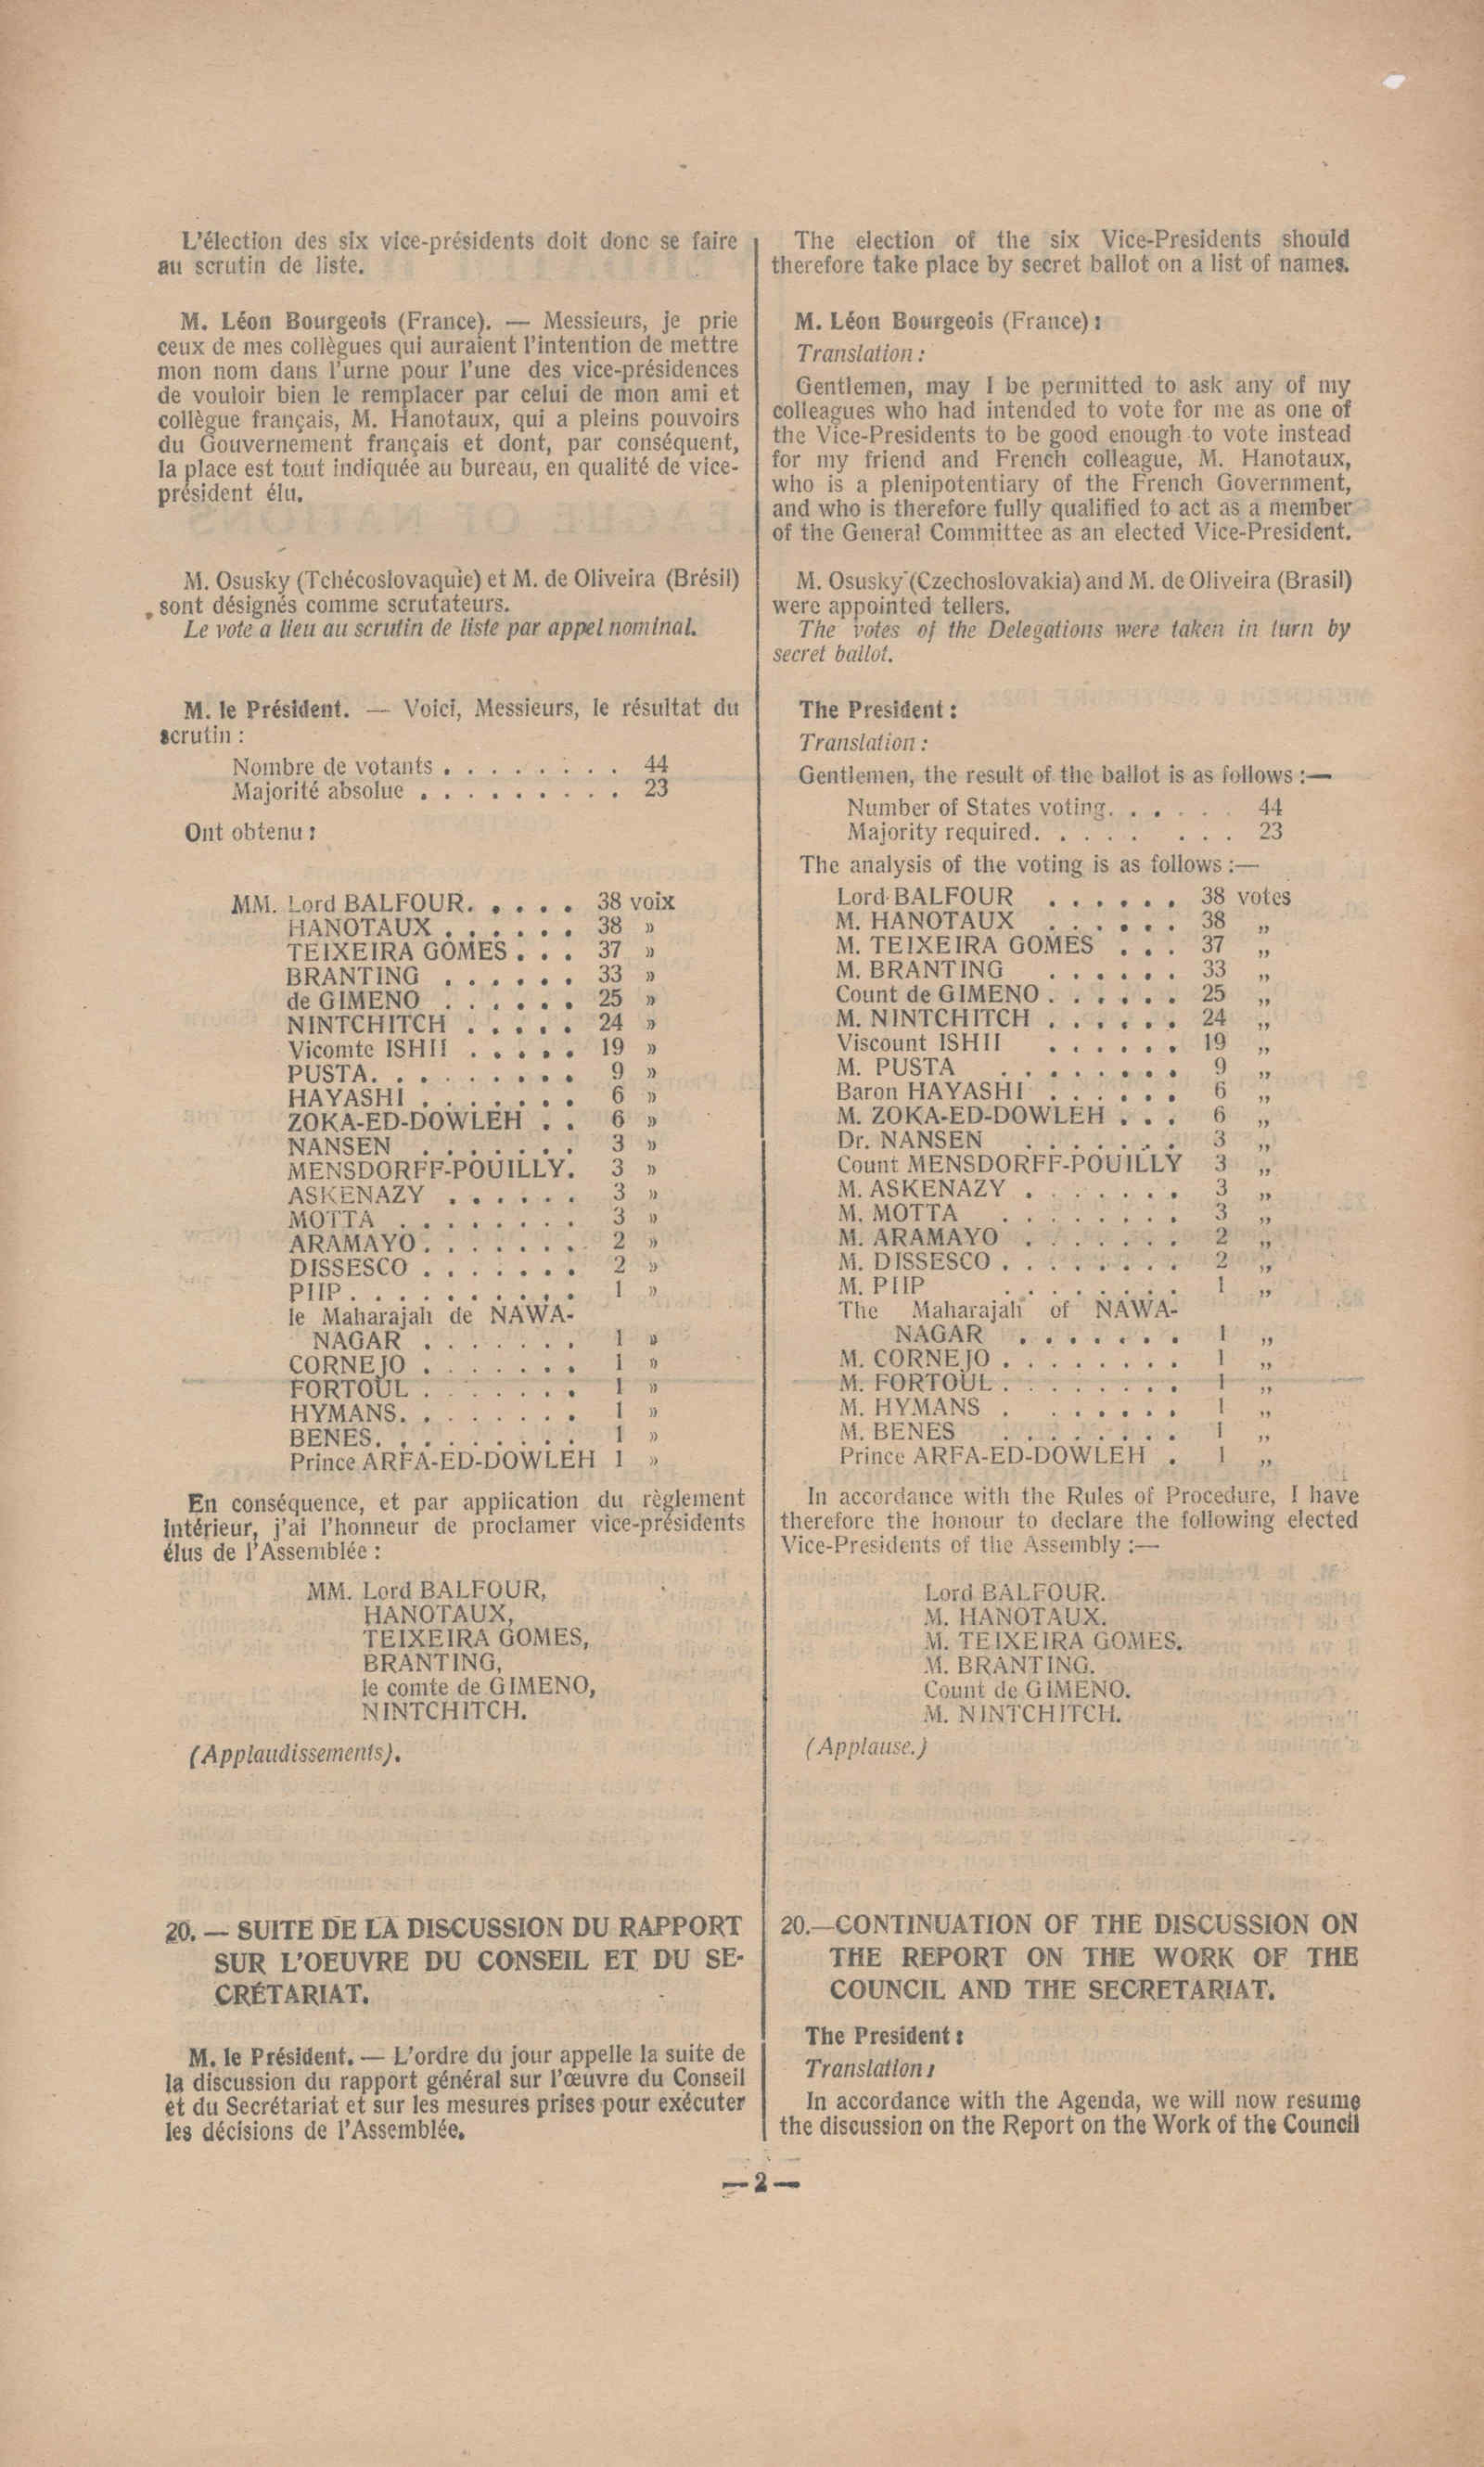 L'élection des six vice-présidents doit donc se faire
au scrutin de liste.
M. Léon Bourgeois (France). — Messieurs, je prie
ceux de mes collègues qui auraient l'intention de mettre
mon nom dans l'urne pour l'une des vice-présidences
de vouloir bien le remplacer par celui de mon ami et
collègue français, M. Hanotaux, qui a pleins pouvoirs
du Gouvernement français et dont, par conséquent,
la place est tout indiquée au bureau, en qualité de vice-
président élu.
M. Osusky (Tchécoslovaquie) et M. de Oliveira (Brésil)
sont désignés comme scrutateurs.
Le vote a lieu au scrutin de liste par appel nominal.
M. le Président. — Voici, Messieurs, le résultat du
scrutin :
Nombre de votants . . . . . . . . 44
Majorité absolue . . . . . . . . . 23
Ont obtenu :
MM. Lord BALFOUR. . . . . 38 voix
HANOTAUX . . . . . . 38 »
TEIXEIRA GOMES . . . 37 »
BRANTING . . . . . . 33 »
de GIMENO . . . . . . 25 »
NINTCHITCH . . . . . 24 »
Vicomte ISHII . . . . . 19 »
PUSTA. . . . . . . . . 9 »
HAYASHI . . . . . . . 6 »
ZOKA-ED-DOWLEH . . 6 »
NANSEN . . . . . . . 3 »
MENSDORFF-POUILLY. 3 »
ASKENAZY . . . . . . 3 »
MOTTA . . . . . . . . 3 »
ARAMAYO . . . . . . . 2 »
DISSESCO . . . . . . . 2 »
PIIP . . . . . . . . . . 1 »
le Maharajah de NAWA-
NAGAR . . . . . . . 1 »
CORNEJO . . . . . . . 1 »
FORTOUL . . . . . . . 1 »
HYMANS. . . . . . . . 1 »
BENES. . . . . . . . . 1 »
Prince ARFA-ED-DOWLEH 1 »
En conséquence, et par application du règlement
intérieur, j'ai l'honneur de proclamer vice-présidents
élus de l'Assemblée :
MM. Lord BALFOUR,
HANOTAUX,
TEIXEIRA GOMES,
BRANTING,
le comte de GIMENO,
NINTCHITCH.
(Applaudissements).
20. — SUITE DE LA DISCUSSION DU RAPPORT
SUR L'OEUVRE DU CONSEIL ET DU SE-
CRÉTARIAT.
M. le Président. — L'ordre du jour appelle la suite de
la discussion du rapport général sur l'œuvre du Conseil
et du Secrétariat et sur les mesures prises pour exécuter
les décisions de l'Assemblée.
The election of the six Vice-Presidents should
therefore take place by secret ballot on a list of names.
M. Léon Bourgeois (France) :
Translation :
Gentlemen, may I be permitted to ask any of my
colleagues who had intended to vote for me as one of
the Vice-Presidents to be good enough to vote instead
for my friend and French colleague, M. Hanotaux,
who is a plenipotentiary of the French Government,
and who is therefore fully qualified to act as a member
of the General Committee as an elected Vice-President.
M. Osusky (Czechoslovakia) and M. de Oliveira (Brasil)
were appointed tellers.
The votes of the Delegations were taken in turn by
secret ballot.
The President :
Translation :
Gentlemen, the result of the ballot is as follows :—
Number of States voting. . . . . . 44
Majority required. . . . . . . . 23
The analysis of the voting is as follows :—
Lord BALFOUR . . . . . . 38 votes
M. HANOTAUX . . . . . . 38 „
M. TEIXEIRA GOMES . . . 37 „
M. BRANTING . . . . . . 33 „
Count de GIMENO . . . . . . 25 „
M. NINTCHITCH . . . . . . 24 „
Viscount ISHII . . . . . . 19 „
M. PUSTA . . . . . . . . 9 „
Baron HAYASHI . . . . . . 6 „
M. ZOKA-ED-DOWLEH . . . 6 „
Dr. NANSEN . . . . . . . 3 „
Count MENSDORFF-POUILLY 3 „
M. ASKENAZY . . . . . . . 3 „
M. MOTTA . . . . . . . . 3 „
M. ARAMAYO . . . . . . . 2 „
M. DISSESCO . . . . . . . . 2 „
M. PIIP . . . . . . . . 1 „
The Maharajah of NAWA-
NAGAR . . . . . . . 1 „
M. CORNEJO . . . . . . . . 1 „
M. FORTOUL . . . . . . . . 1 „
M. HYMANS . . . . . . . 1 „
M. BENES . . . . . . . . 1 „
Prince ARFA-ED-DOWLEH . 1 „
In accordance with the Rules of Procedure, I have
therefore the honour to declare the following elected
Vice-Presidents of the Assembly :—
Lord BALFOUR.
M. HANOTAUX.
M. TEIXEIRA GOMES.
M. BRANTING.
Count de GIMENO.
M. NINTCHITCH.
(Applause.)
20.—CONTINUATION OF THE DISCUSSION ON
THE REPORT ON THE WORK OF THE
COUNCIL AND THE SECRETARIAT.
The President :
Translation :
In accordance with the Agenda, we will now resume
the discussion on the Report on the Work of the Council
— 2 —